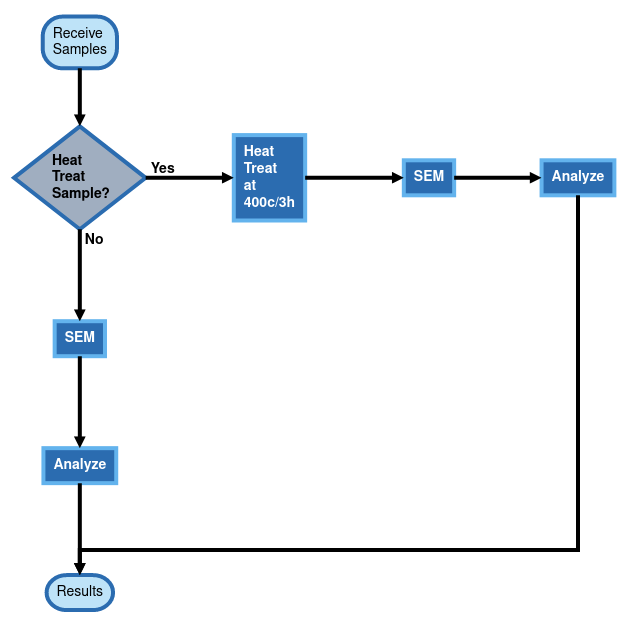 Receive
Samples
Heat
Treat
Sample?
Yes
Heat
Treat
at
400c/3h
SEM
Analyze
No
SEM
Analyze
Results